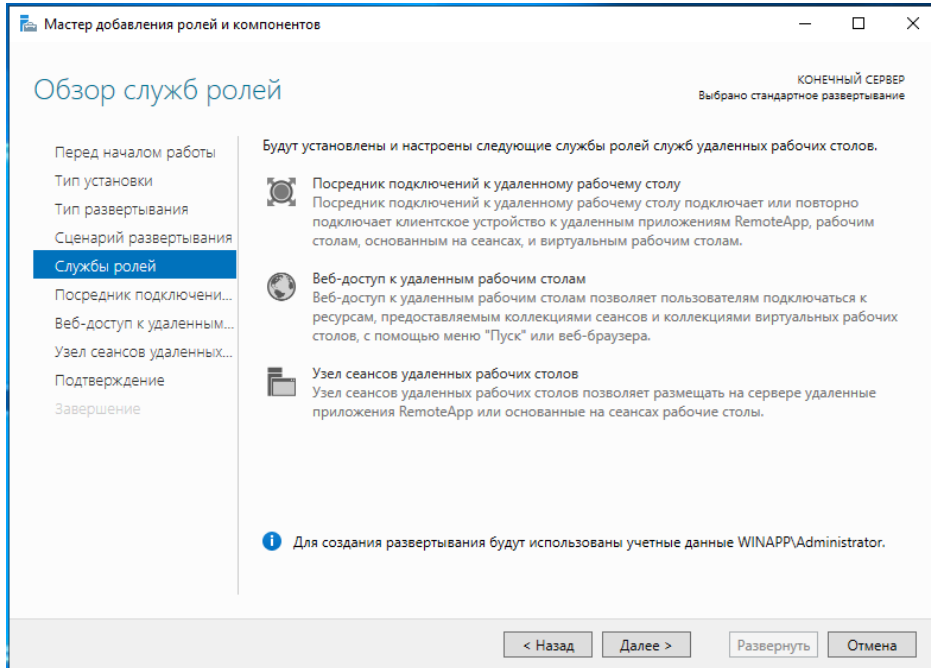 Мастер добавления ролей и компонентов
Обзор служб ролей
КОНЕЧНЫЙ СЕРВЕР
Выбрано стандартное развертывание
Перед началом работы
Тип установки
Тип развертывания
Сценарий развертывания
Службы ролей
Посредник подключени...
Веб-доступ к удаленным...
Узел сеансов удаленных...
Подтверждение
Завершение
Будут установлены и настроены следующие службы ролей служб удаленных рабочих столов.
Посредник подключений к удаленному рабочему столу
Посредник подключений к удаленному рабочему столу подключает или повторно
подключает клиентское устройство к удаленным приложениям RemoteApp, рабочим
столам, основанным на сеансах, и виртуальным рабочим столам.
Веб-доступ к удаленным рабочим столам
Веб-доступ к удаленным рабочим столам позволяет пользователям подключаться к
ресурсам, предоставляемым коллекциями сеансов и коллекциями виртуальных рабочих
столов, с помощью меню "Пуск" или веб-браузера.
Узел сеансов удаленных рабочих столов
Узел сеансов удаленных рабочих столов позволяет размещать на сервере удаленные
приложения RemoteApp или основанные на сеансах рабочие столы.
Для создания развертывания будут использованы учетные данные WINAPP\Administrator.
< Назад
Далее >
Развернуть
Отмена